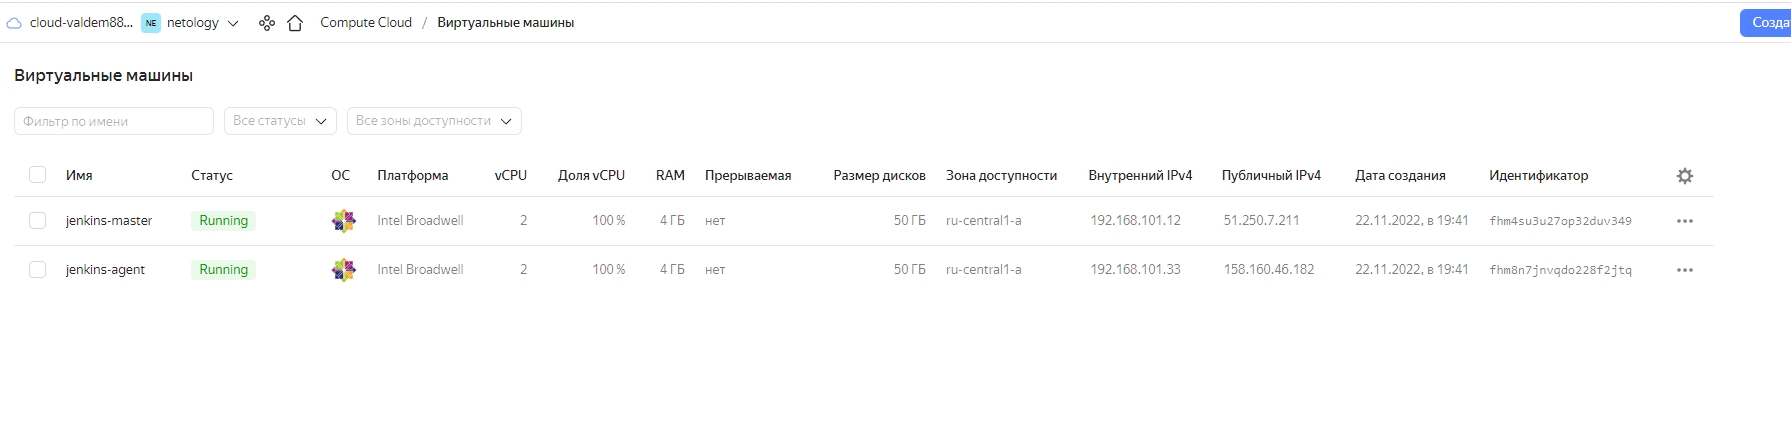 cloud-valdem88... NE netology Compute Cloud / Виртуальные машины
Виртуальные машины
Фильтр по имени Все статусы Все зоны доступности
Имя Статус ОС Платформа vCPU Доля vCPU RAM Прерываемая Размер дисков Зона доступности Внутренний IPv4 Публичный IPv4 Дата создания Идентификатор
jenkins-master Running Intel Broadwell 2 100 % 4 ГБ нет 50 ГБ ru-central1-a 192.168.101.12 51.250.7.211 22.11.2022, в 19:41 fhm4su3u27op32duv349
jenkins-agent Running Intel Broadwell 2 100 % 4 ГБ нет 50 ГБ ru-central1-a 192.168.101.33 158.160.46.182 22.11.2022, в 19:41 fhm8n7jnvqdo228f2jtq